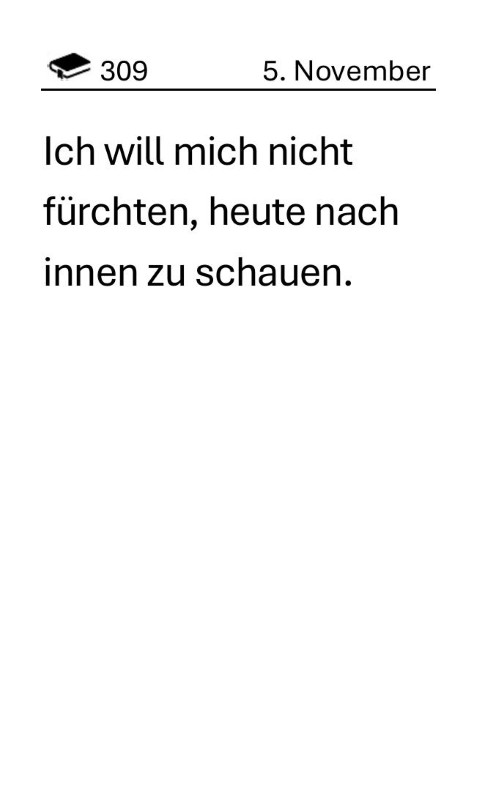 309 5. November
Ich will mich nicht
fürchten, heute nach
innen zu schauen.